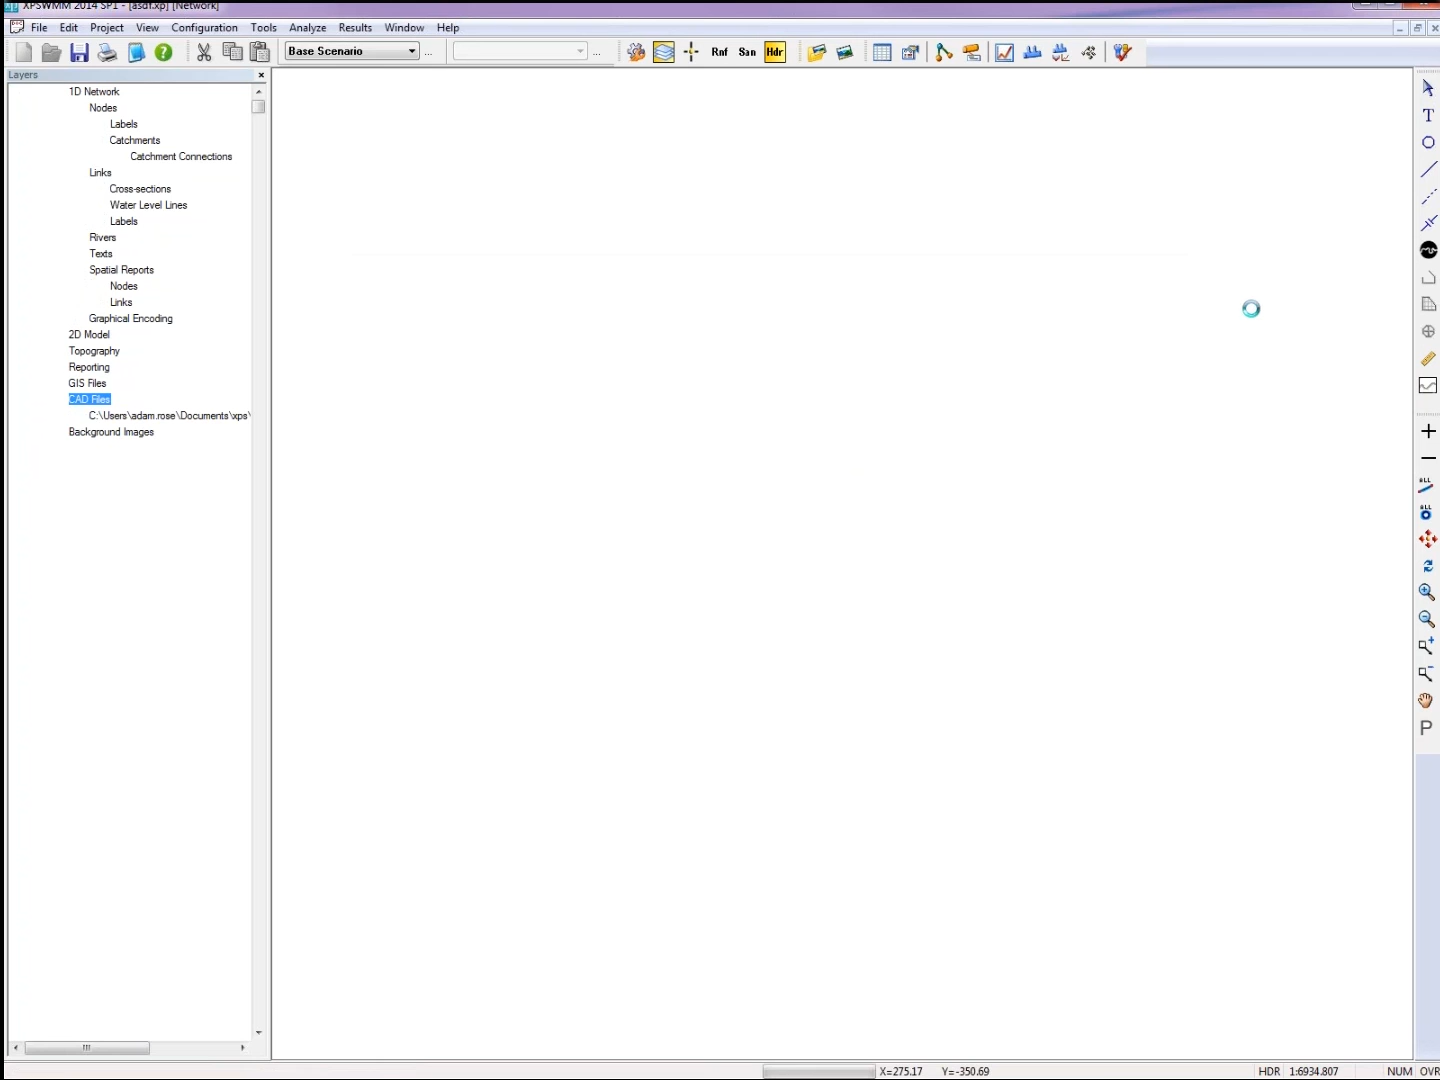 XPSWMM 2014 SP1 - [asdf.xp] [Network]
File Edit Project View Configuration Tools Analyze Results Window Help
Base Scenario ... ... Rnf San Hdr
Layers
1D Network
Nodes
Labels
Catchments
Catchment Connections
Links
Cross-sections
Water Level Lines
Labels
Rivers
Texts
Spatial Reports
Nodes
Links
Graphical Encoding
2D Model
Topography
Reporting
GIS Files
CAD Files
C:\Users\adam.rose\Documents\xps\
Background Images
T
ALL
ALL
P
X=275.17 Y=-350.69 HDR 1:6934.807 NUM OVR